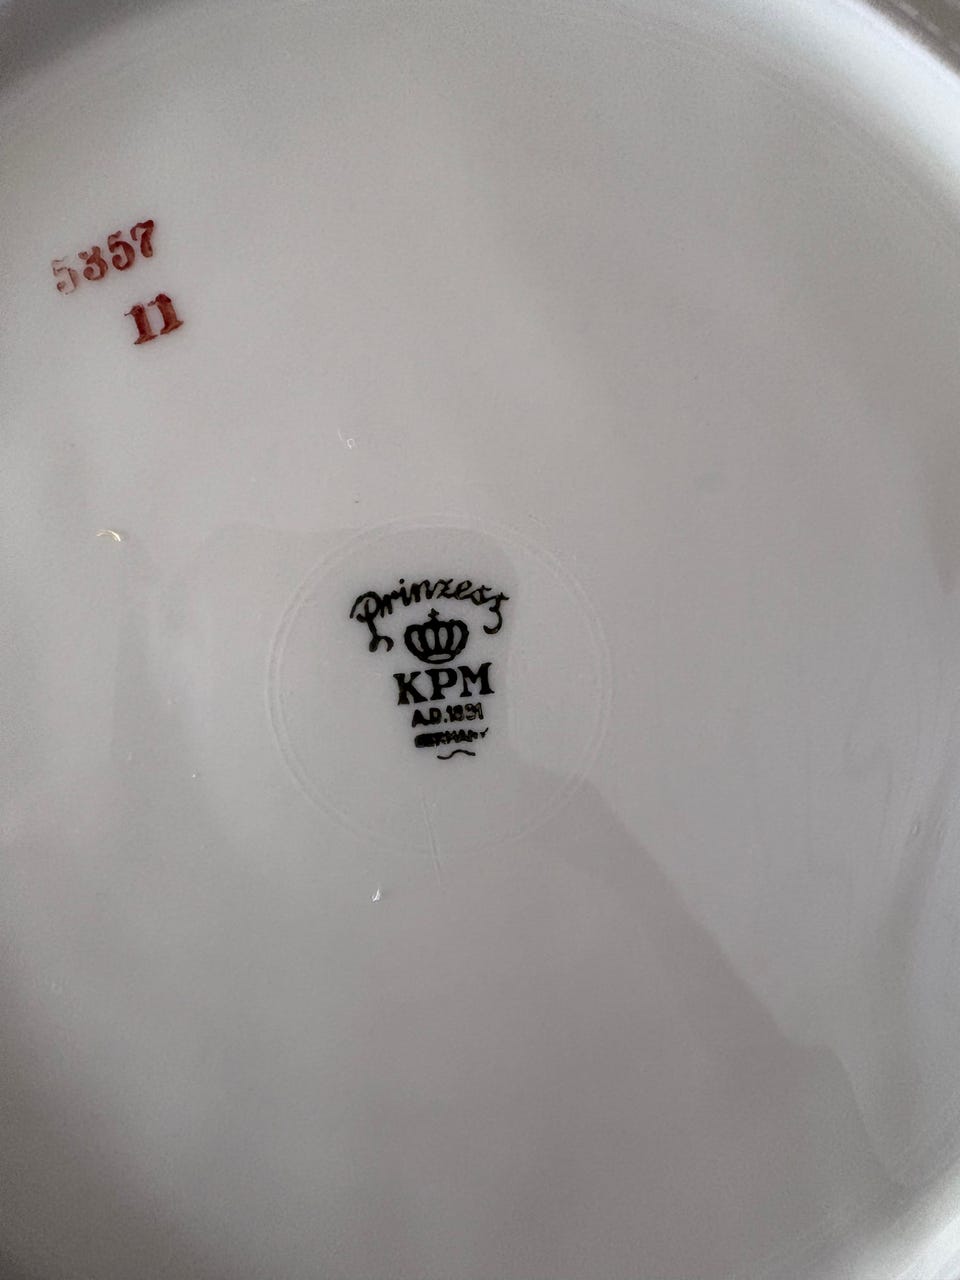 5357
11
Prinzess
KPM
A.D.1831
GERMANY